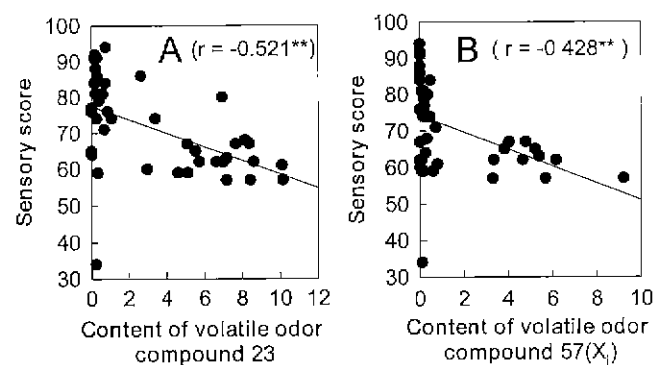 A (r = -0.521**)
Sensory score
100
90
80
70
60
50
40
30
0 2 4 6 8 10 12
Content of volatile odor
compound 23
B ( r = -0 428** )
Sensory score
100
90
80
70
60
50
40
30
0 2 4 6 8 10
Content of volatile odor
compound 57(Xj)